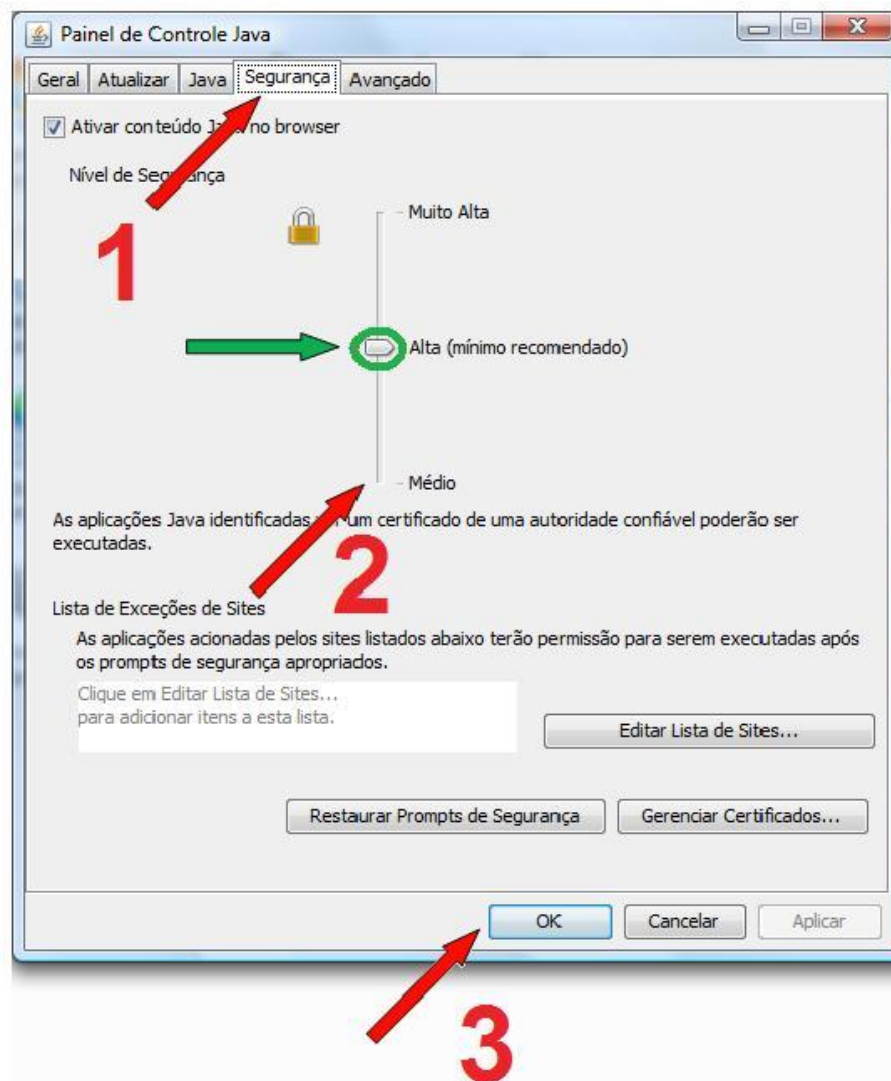 Painel de Controle Java
Geral Atualizar Java Segurança Avançado
Ativar conteúdo no browser
Nível de Segurança
1
Muito Alta
Alta (mínimo recomendado)
Médio
As aplicações Java identificadas um certificado de uma autoridade confiável poderão ser
executadas.
2
Lista de Exceções de Sites
As aplicações acionadas pelos sites listados abaixo terão permissão para serem executadas após
os prompts de segurança apropriados.
Clique em Editar Lista de Sites...
para adicionar itens a esta lista.
Editar Lista de Sites...
Restaurar Prompts de Segurança Gerenciar Certificados...
OK Cancelar Aplicar
3